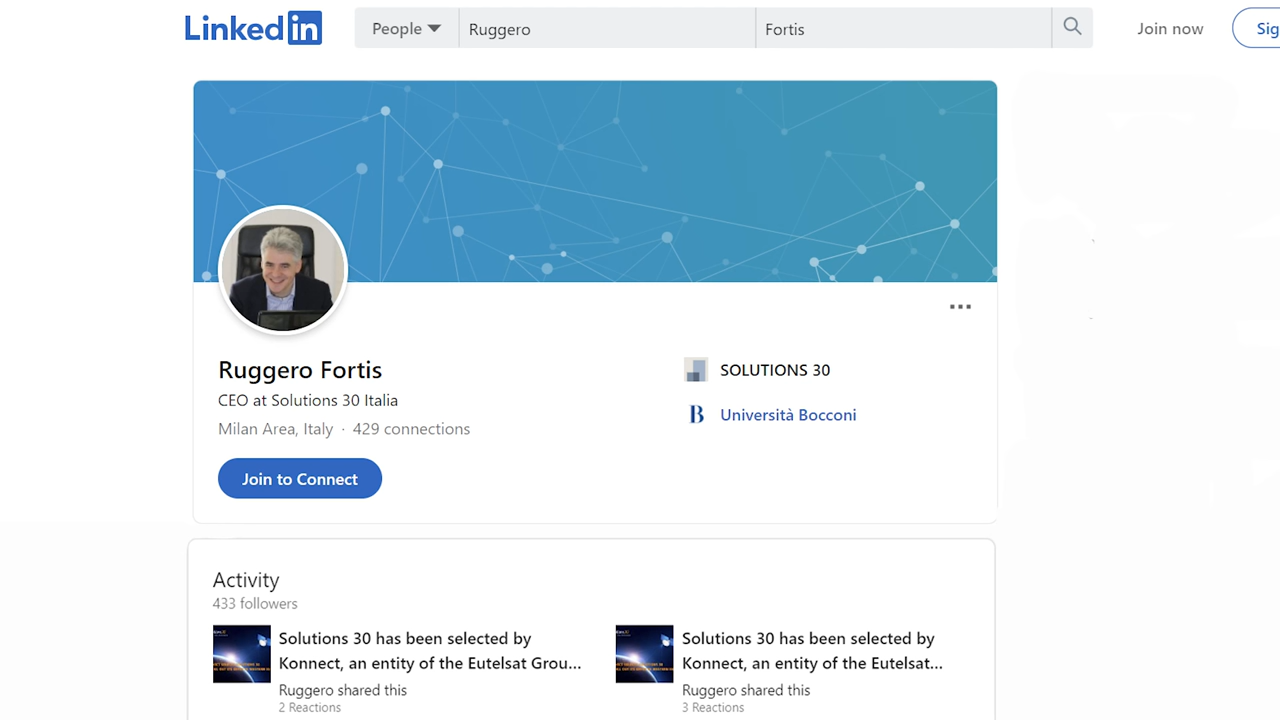 Linked in People Ruggero Fortis Join now Sig
Ruggero Fortis
CEO at Solutions 30 Italia
Milan Area, Italy · 429 connections
Join to Connect
SOLUTIONS 30
B Università Bocconi
Activity
433 followers
Solutions 30 has been selected by
Konnect, an entity of the Eutelsat Grou...
Ruggero shared this
2 Reactions
Solutions 30 has been selected by
Konnect, an entity of the Eutelsat...
Ruggero shared this
3 Reactions